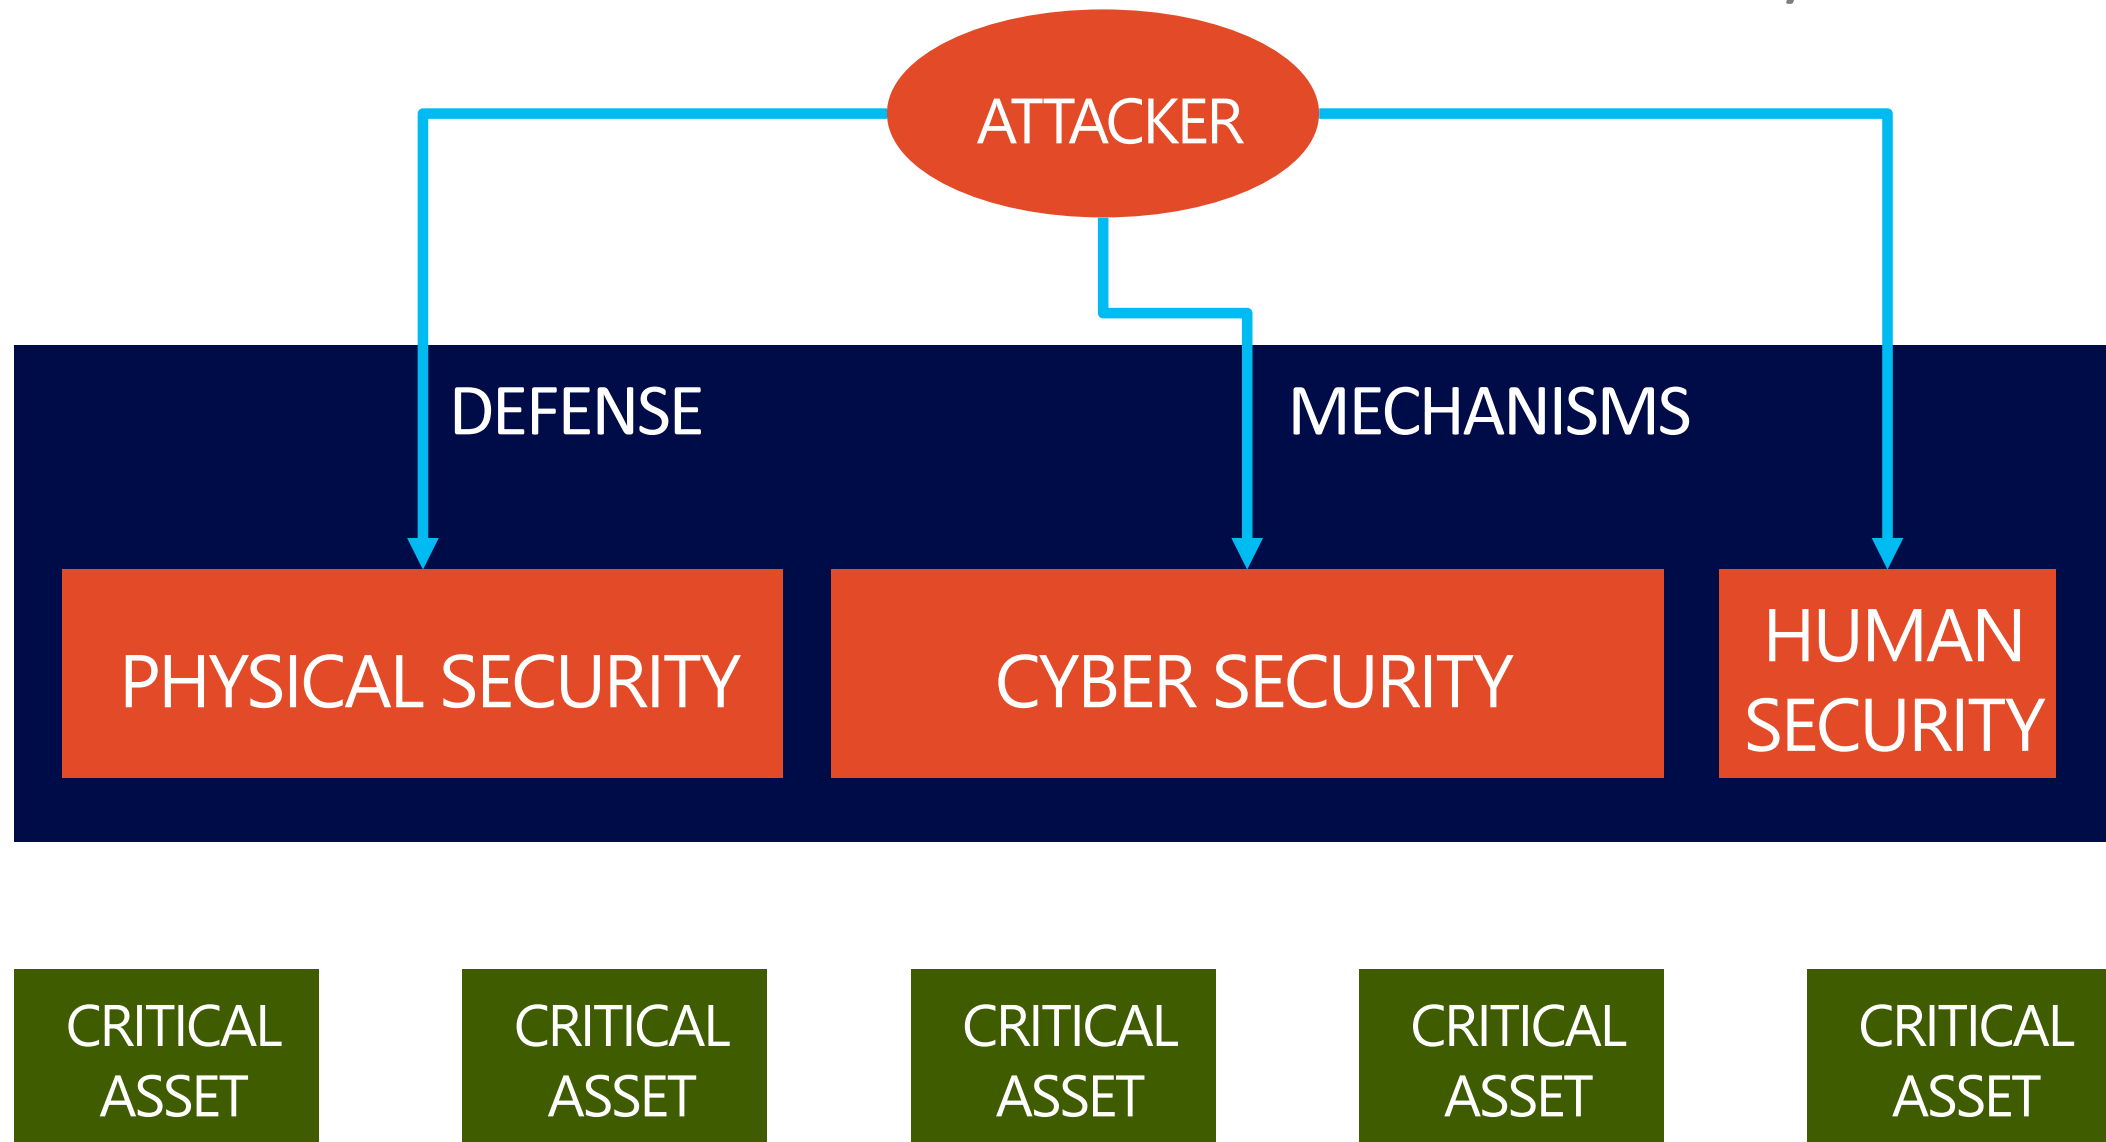 ATTACKER
DEFENSE MECHANISMS
PHYSICAL SECURITY
CYBER SECURITY
HUMAN
SECURITY
CRITICAL
ASSET
CRITICAL
ASSET
CRITICAL
ASSET
CRITICAL
ASSET
CRITICAL
ASSET